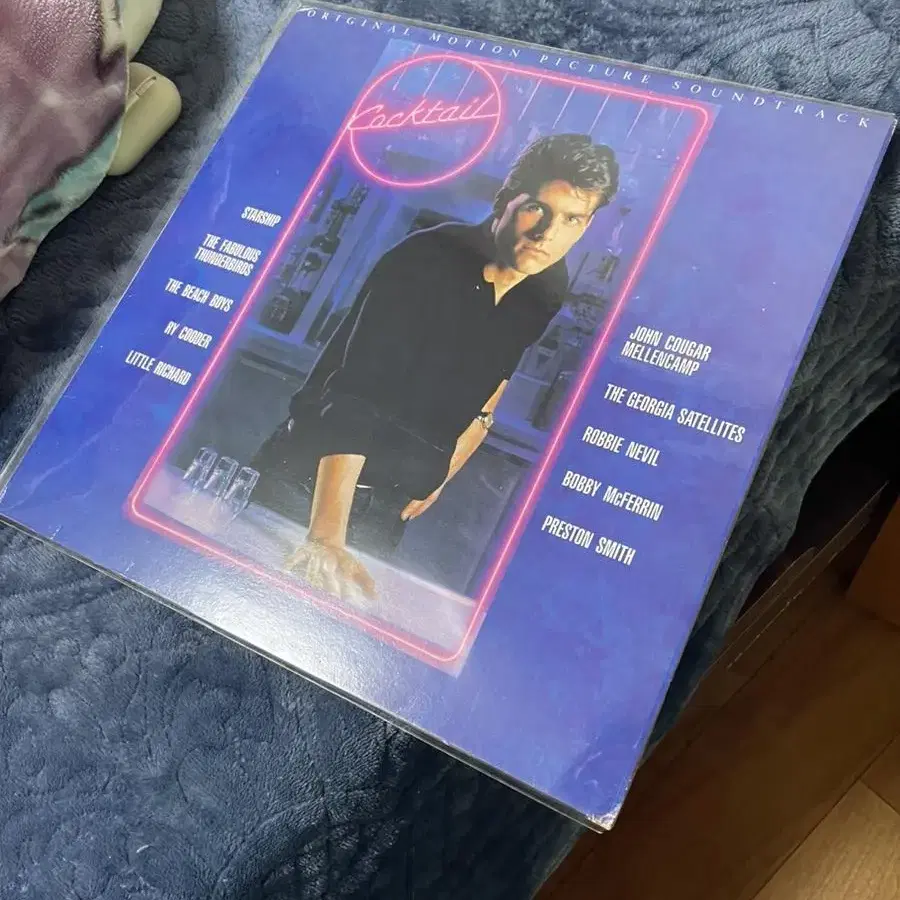 ORIGINAL MOTION PICTURE SOUNDTRACK
Cocktail
STARSHIP
THE FABULOUS
THUNDERBIRDS
THE BEACH BOYS
RY COODER
LITTLE RICHARD
JOHN COUGAR
MELLENCAMP
THE GEORGIA SATELLITES
ROBBIE NEVIL
BOBBY McFERRIN
PRESTON SMITH